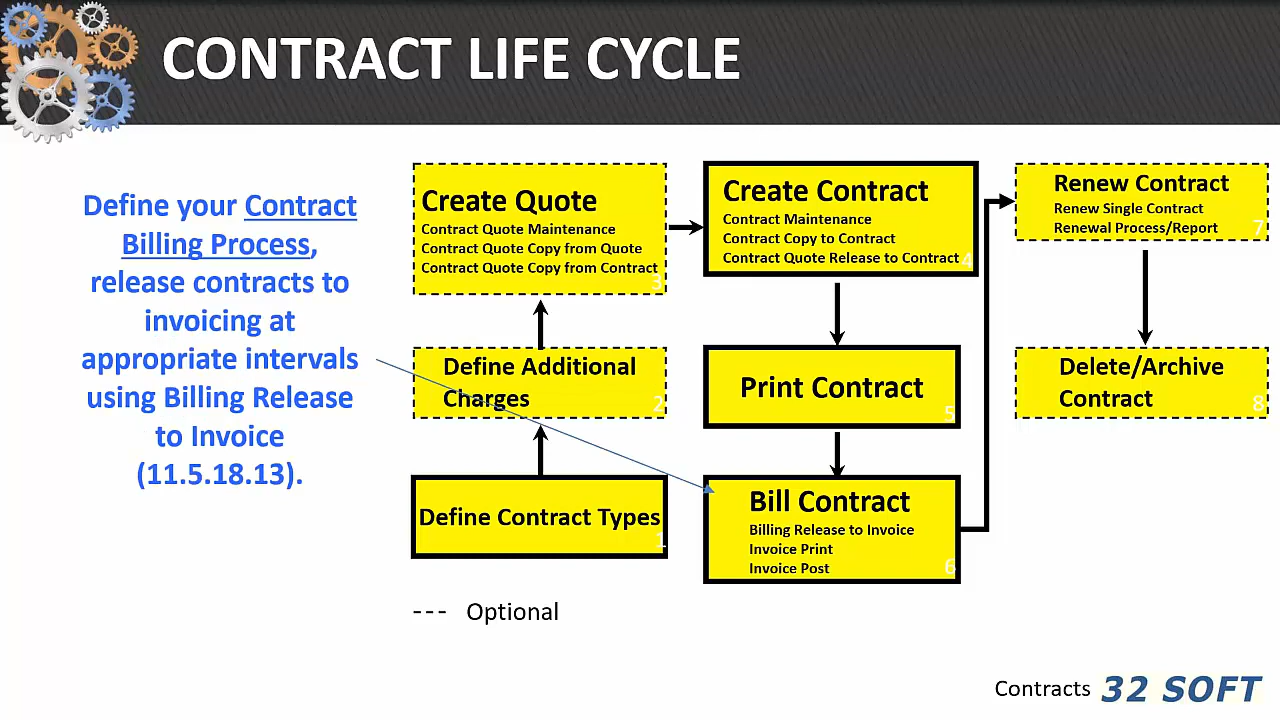 CONTRACT LIFE CYCLE
Define your Contract
Billing Process,
release contracts to
invoicing at
appropriate intervals
using Billing Release
to Invoice
(11.5.18.13).
Create Quote
Contract Quote Maintenance
Contract Quote Copy from Quote
Contract Quote Copy from Contract
3
Define Additional
Charges
2
Define Contract Types
1
Create Contract
Contract Maintenance
Contract Copy to Contract
Contract Quote Release to Contract
4
Print Contract
5
Bill Contract
Billing Release to Invoice
Invoice Print
Invoice Post
6
Renew Contract
Renew Single Contract
Renewal Process/Report
7
Delete/Archive
Contract
8
--- Optional
Contracts 32 SOFT